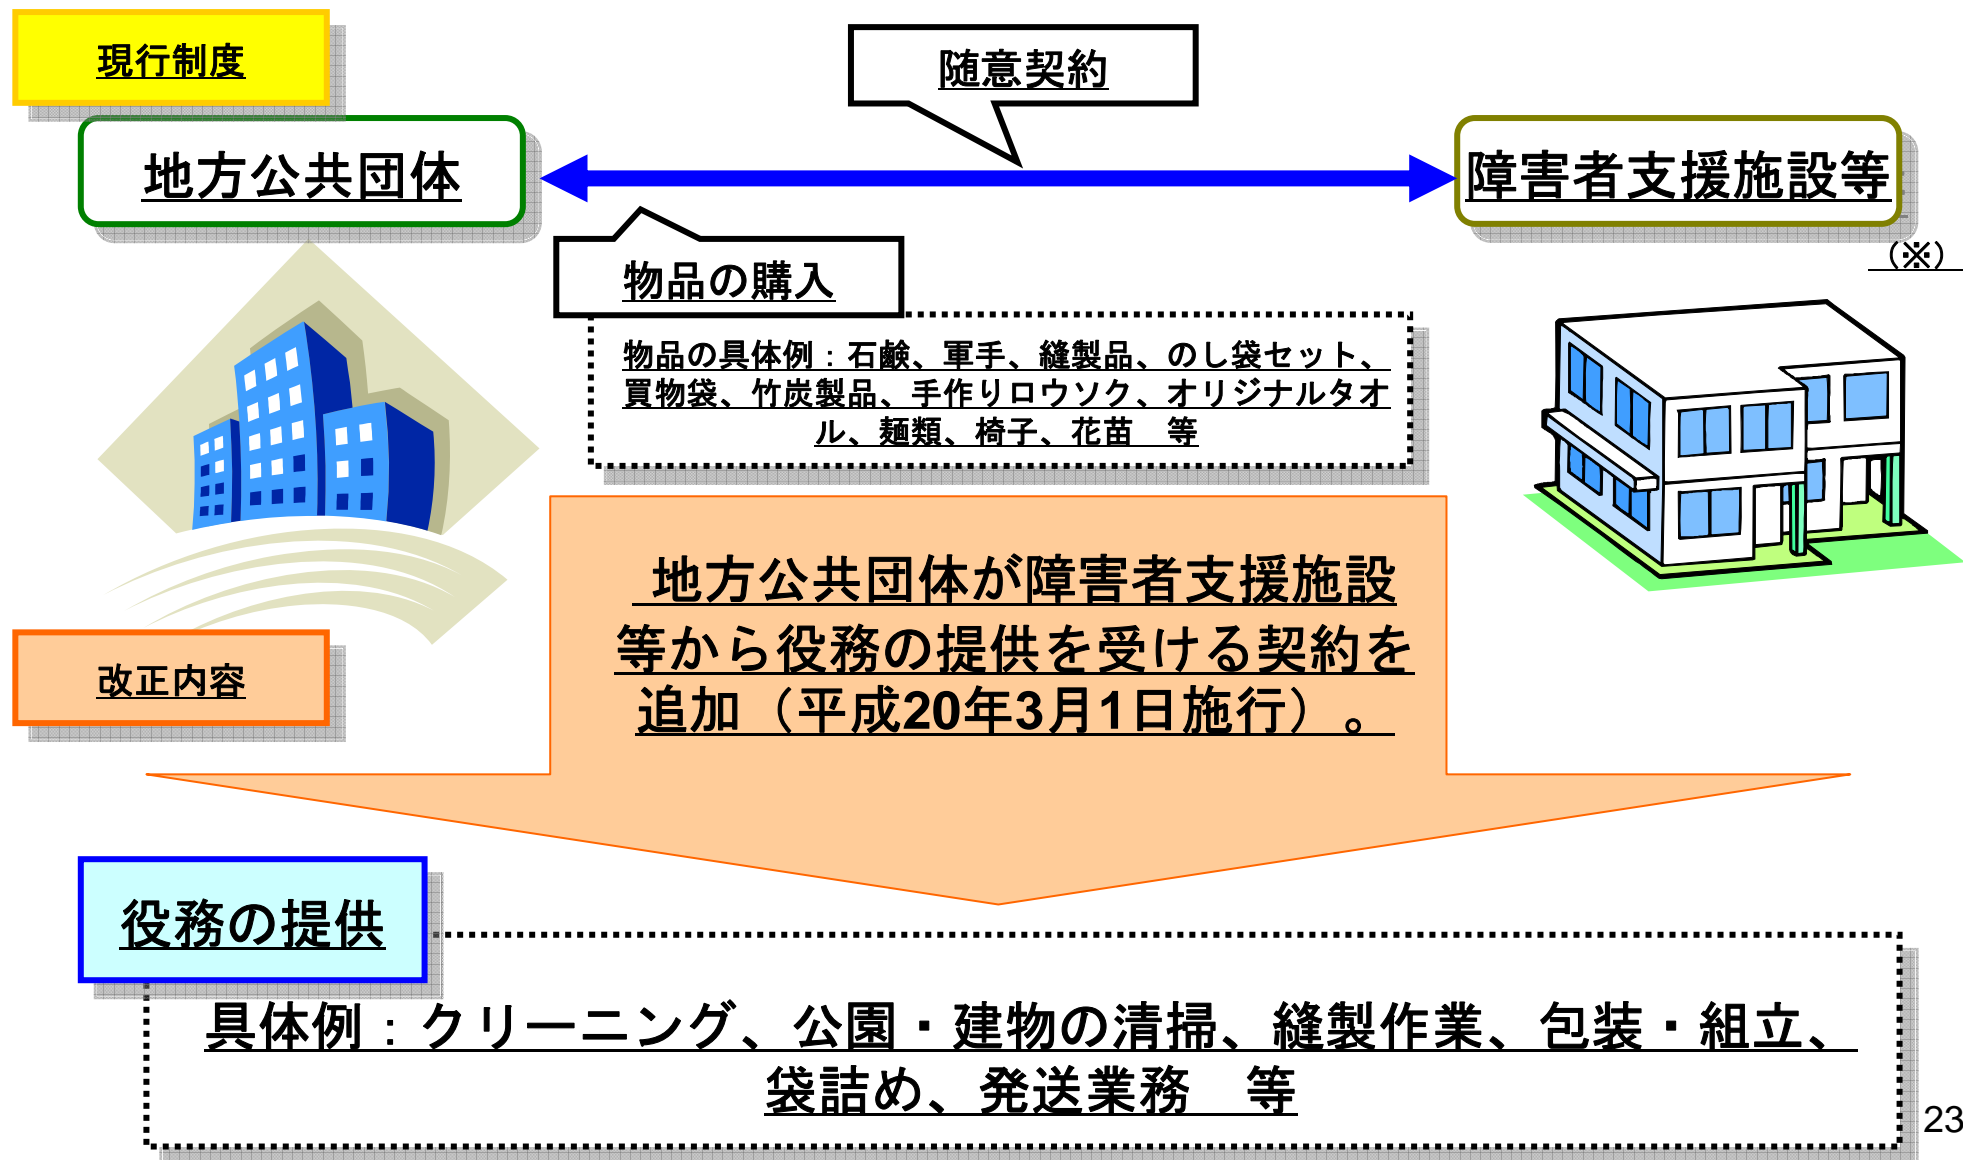 現行制度
随意契約
地方公共団体
障害者支援施設等
（※）
物品の購入
物品の具体例：石鹸、軍手、縫製品、のし袋セット、
買物袋、竹炭製品、手作りロウソク、オリジナルタオ
ル、麺類、椅子、花苗　等
地方公共団体が障害者支援施設
等から役務の提供を受ける契約を
追加（平成20年3月1日施行）。
改正内容
役務の提供
具体例：クリーニング、公園・建物の清掃、縫製作業、包装・組立、
袋詰め、発送業務　等
23